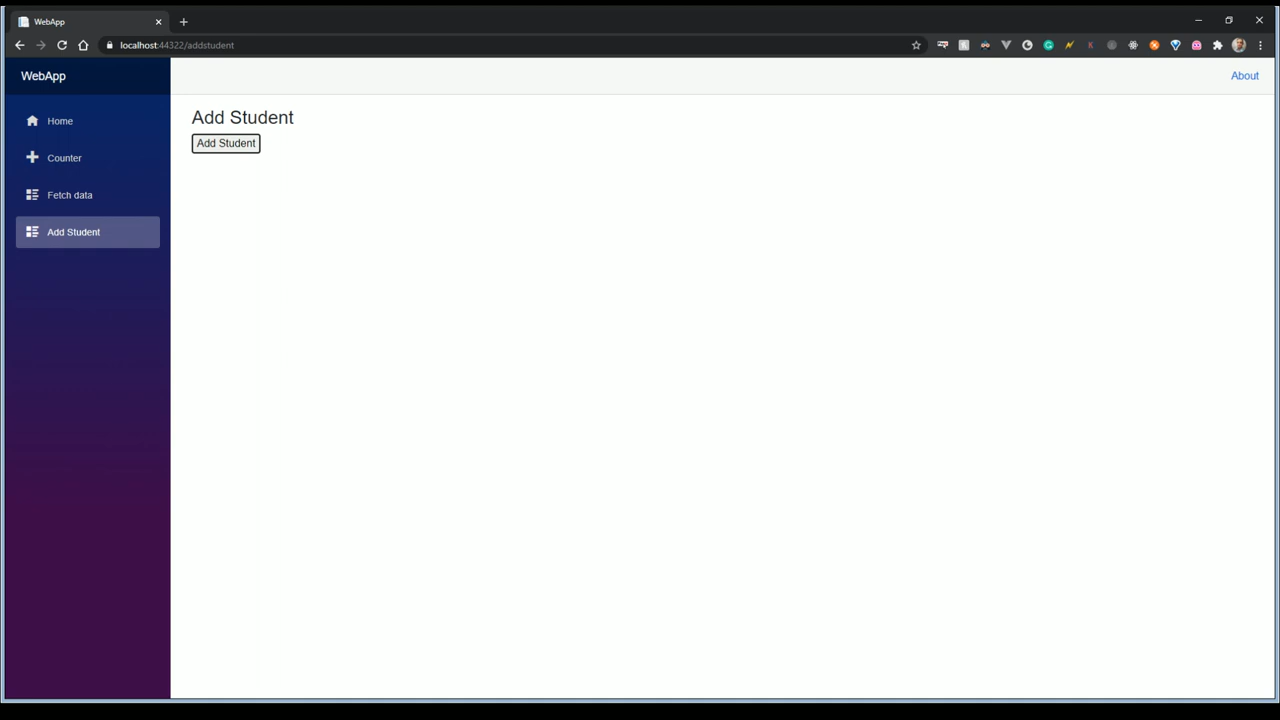 WebApp
localhost:44322/addstudent
WebApp
About
Home
Counter
Fetch data
Add Student
Add Student
Add Student